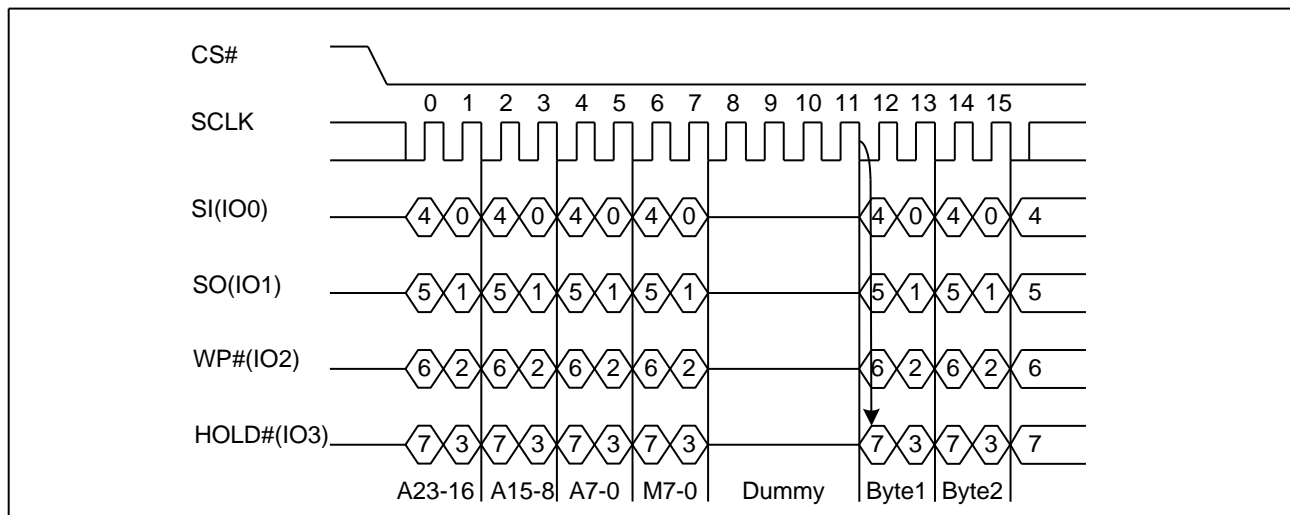 CS#
0 1 2 3 4 5 6 7 8 9 10 11 12 13 14 15
SCLK
SI(IO0) 4 0 4 0 4 0 4 0 4 0 4 0 4
SO(IO1) 5 1 5 1 5 1 5 1 5 1 5 1 5
WP#(IO2) 6 2 6 2 6 2 6 2 6 2 6 2 6
HOLD#(IO3) 7 3 7 3 7 3 7 3 7 3 7 3 7
A23-16 A15-8 A7-0 M7-0 Dummy Byte1 Byte2